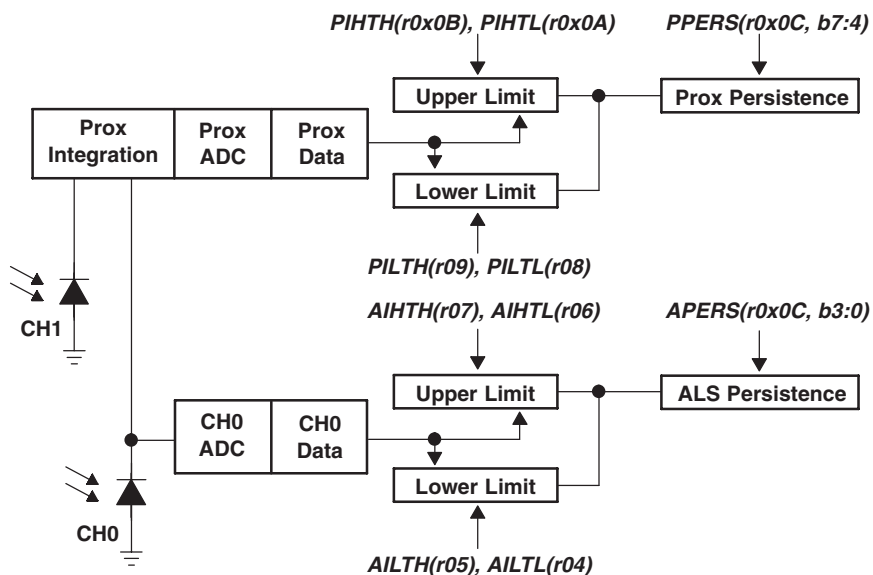 PIHTH(r0x0B), PIHTL(r0x0A)
PPERS(r0x0C, b7:4)
Upper Limit
Prox Persistence
Prox
Integration
Prox
ADC
Prox
Data
Lower Limit
PILTH(r09), PILTL(r08)
CH1
AIHTH(r07), AIHTL(r06)
APERS(r0x0C, b3:0)
Upper Limit
ALS Persistence
CH0
ADC
CH0
Data
Lower Limit
CH0
AILTH(r05), AILTL(r04)